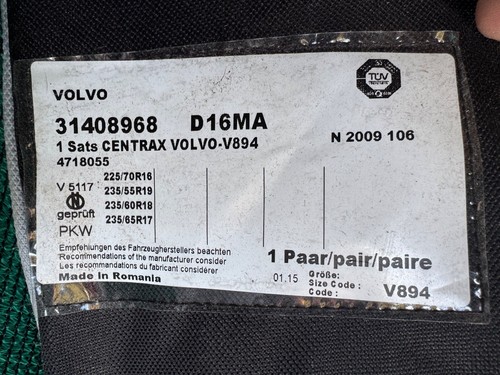 VOLVO
TÜV
31408968 D16MA
1 Sats CENTRAX VOLVO-V894
N 2009 106
4718055
V 5117
N
geprüft
PKW
225/70R16
235/55R19
235/60R18
235/65R17
Empfehlungen des Fahrzeugherstellers beachten
Recommendations of the manufacturer consider
Les recommandations du fabricant considérer
Made in Romania
1 Paar/pair/paire
01.15
Größe:
Size Code :
Code :
V894